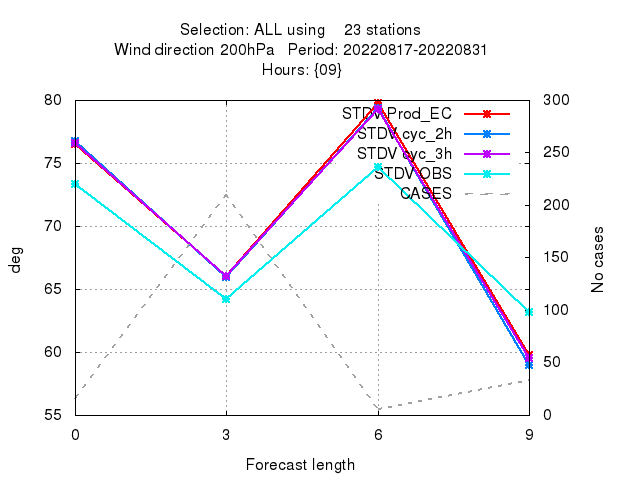 Selection: ALL using 23 stations
Wind direction 200hPa Period: 20220817-20220831
Hours: {09}
80 300
STDV Prod_EC
STDV cyc_2h
75 250
STDV cyc_3h
STDV OBS
CASES
70 200
65 150
60 100
55 50
0
deg
No cases
0 3 6 9
Forecast length